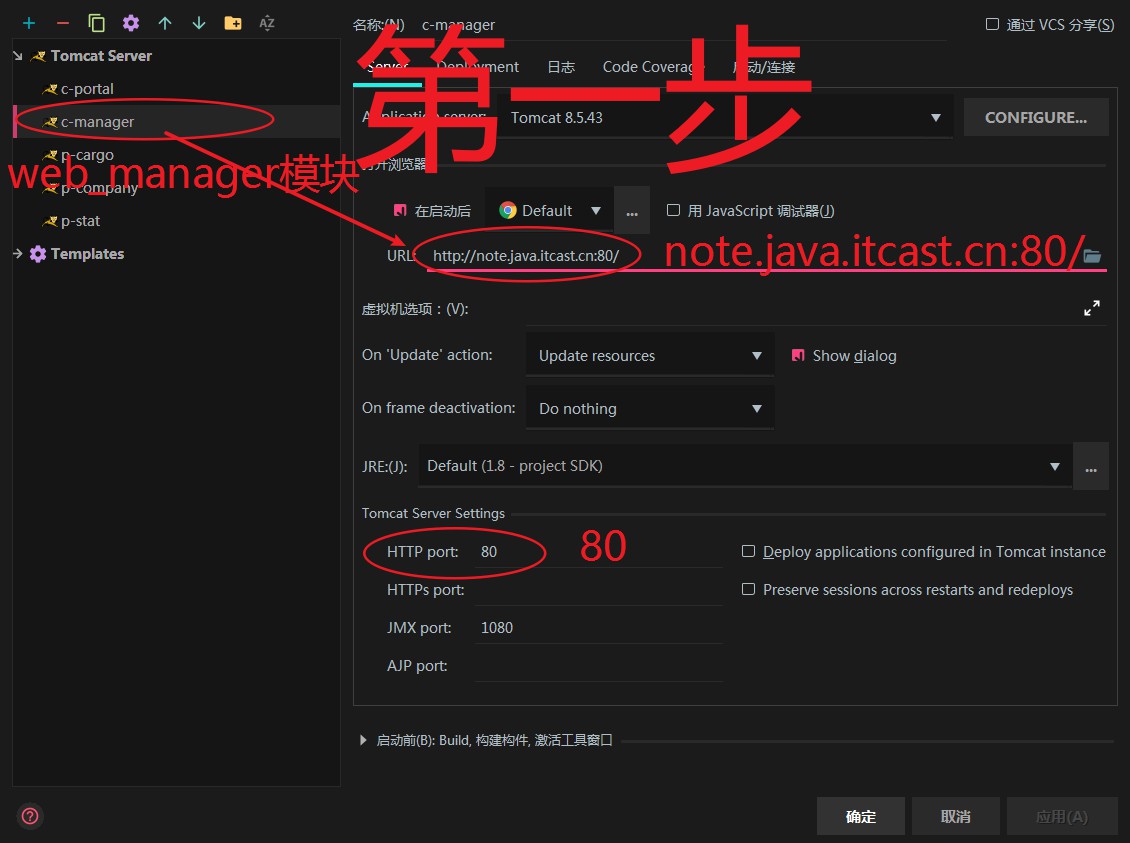 名称:(N) c-manager
通过 VCS 分享(S)
第一步
Tomcat Server
c-portal
c-manager
p-cargo
p-company
p-stat
Templates
web_manager模块
Server Deployment 日志 Code Coverage 启动/连接
Application server: Tomcat 8.5.43 CONFIGURE...
打开浏览器
在启动后 Default ... 用 JavaScript 调试器(J)
URL: http://note.java.itcast.cn:80/
note.java.itcast.cn:80/
虚拟机选项：(V):
On 'Update' action: Update resources Show dialog
On frame deactivation: Do nothing
JRE:(J): Default (1.8 - project SDK) ...
Tomcat Server Settings
HTTP port: 80
80
Deploy applications configured in Tomcat instance
HTTPs port:
Preserve sessions across restarts and redeploys
JMX port: 1080
AJP port:
启动前(B): Build, 构建构件, 激活工具窗口
?
确定 取消 应用(A)